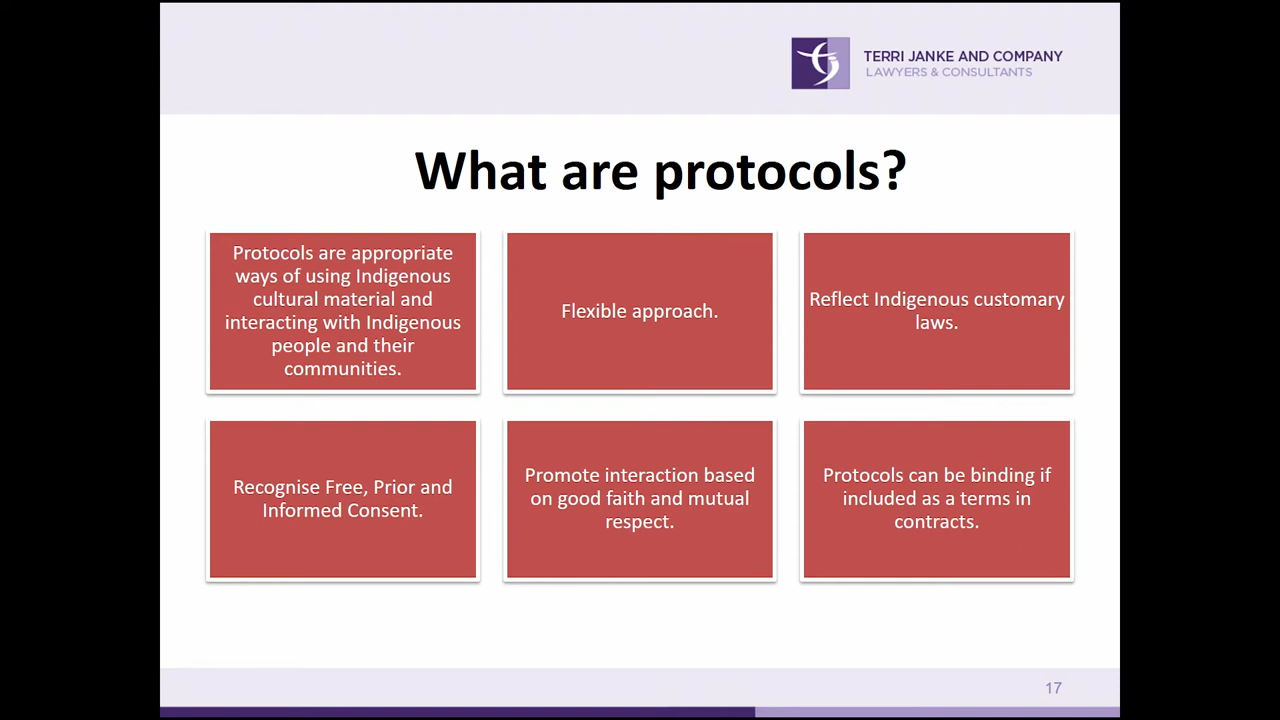 TERRI JANKE AND COMPANY
LAWYERS & CONSULTANTS
What are protocols?
Protocols are appropriate
ways of using Indigenous
cultural material and
interacting with Indigenous
people and their
communities.
Flexible approach.
Reflect Indigenous customary
laws.
Recognise Free, Prior and
Informed Consent.
Promote interaction based
on good faith and mutual
respect.
Protocols can be binding if
included as a terms in
contracts.
17